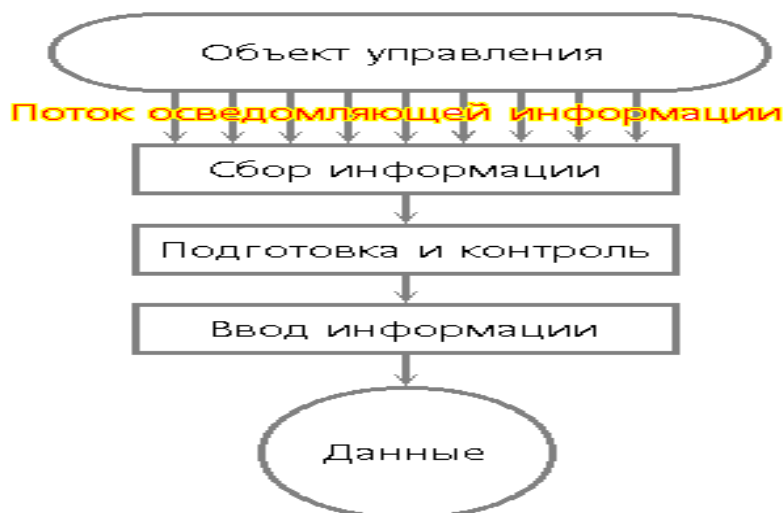 Объект управления
Поток осведомляющей информации
Сбор информации
Подготовка и контроль
Ввод информации
Данные